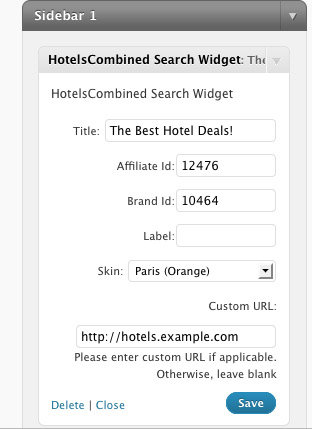 Sidebar 1
HotelsCombined Search Widget: The
HotelsCombined Search Widget
Title: The Best Hotel Deals!
Affiliate Id: 12476
Brand Id: 10464
Label:
Skin: Paris (Orange)
Custom URL:
http://hotels.example.com
Please enter custom URL if applicable.
Otherwise, leave blank
Delete | Close Save